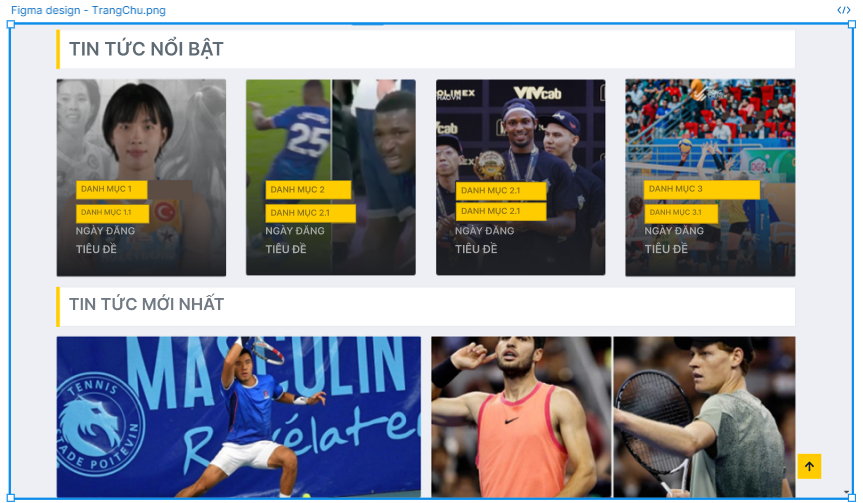 Figma design - TrangChu.png
TIN TỨC NỔI BẬT
DANH MỤC 1
DANH MỤC 1.1
NGÀY ĐĂNG
TIÊU ĐỀ
25
DANH MỤC 2
DANH MỤC 2.1
NGÀY ĐĂNG
TIÊU ĐỀ
OLIMEX
VTVcab
cab
DANH MỤC 2.1
DANH MỤC 2.1
NGÀY ĐĂNG
TIÊU ĐỀ
DANH MỤC 3
DANH MỤC 3.1
NGÀY ĐĂNG
TIÊU ĐỀ
TIN TỨC MỚI NHẤT
MASCULIN
TENNIS
STADE POITEVIN